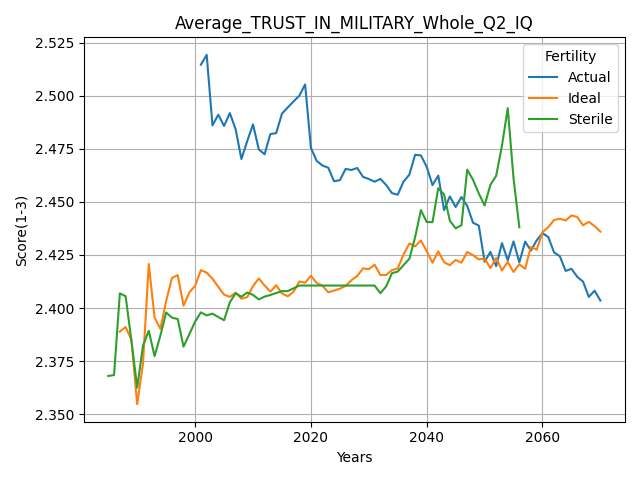 Average_TRUST_IN_MILITARY_Whole_Q2_IQ
Score(1-3)
2.525
2.500
2.475
2.450
2.425
2.400
2.375
2.350
Fertility
Actual
Ideal
Sterile
2000
2020
2040
2060
Years